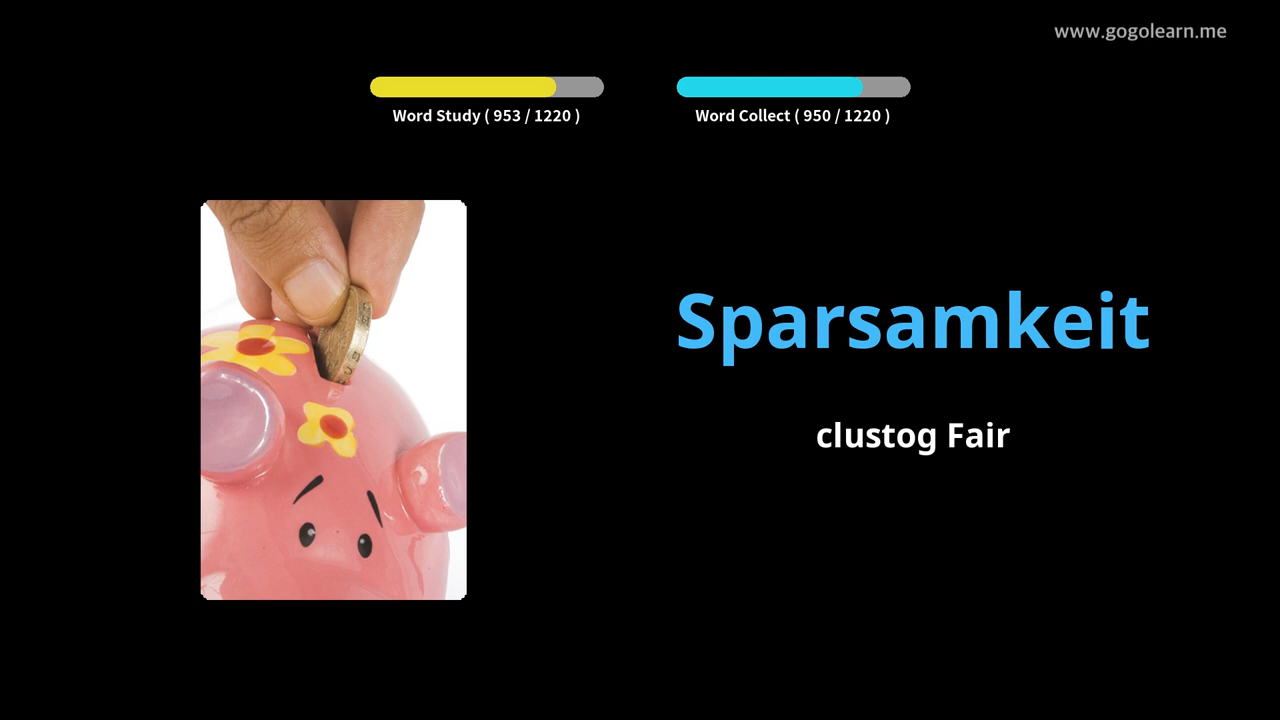 www.gogolearn.me
Word Study ( 953 / 1220 )
Word Collect ( 950 / 1220 )
Sparsamkeit
clustog Fair